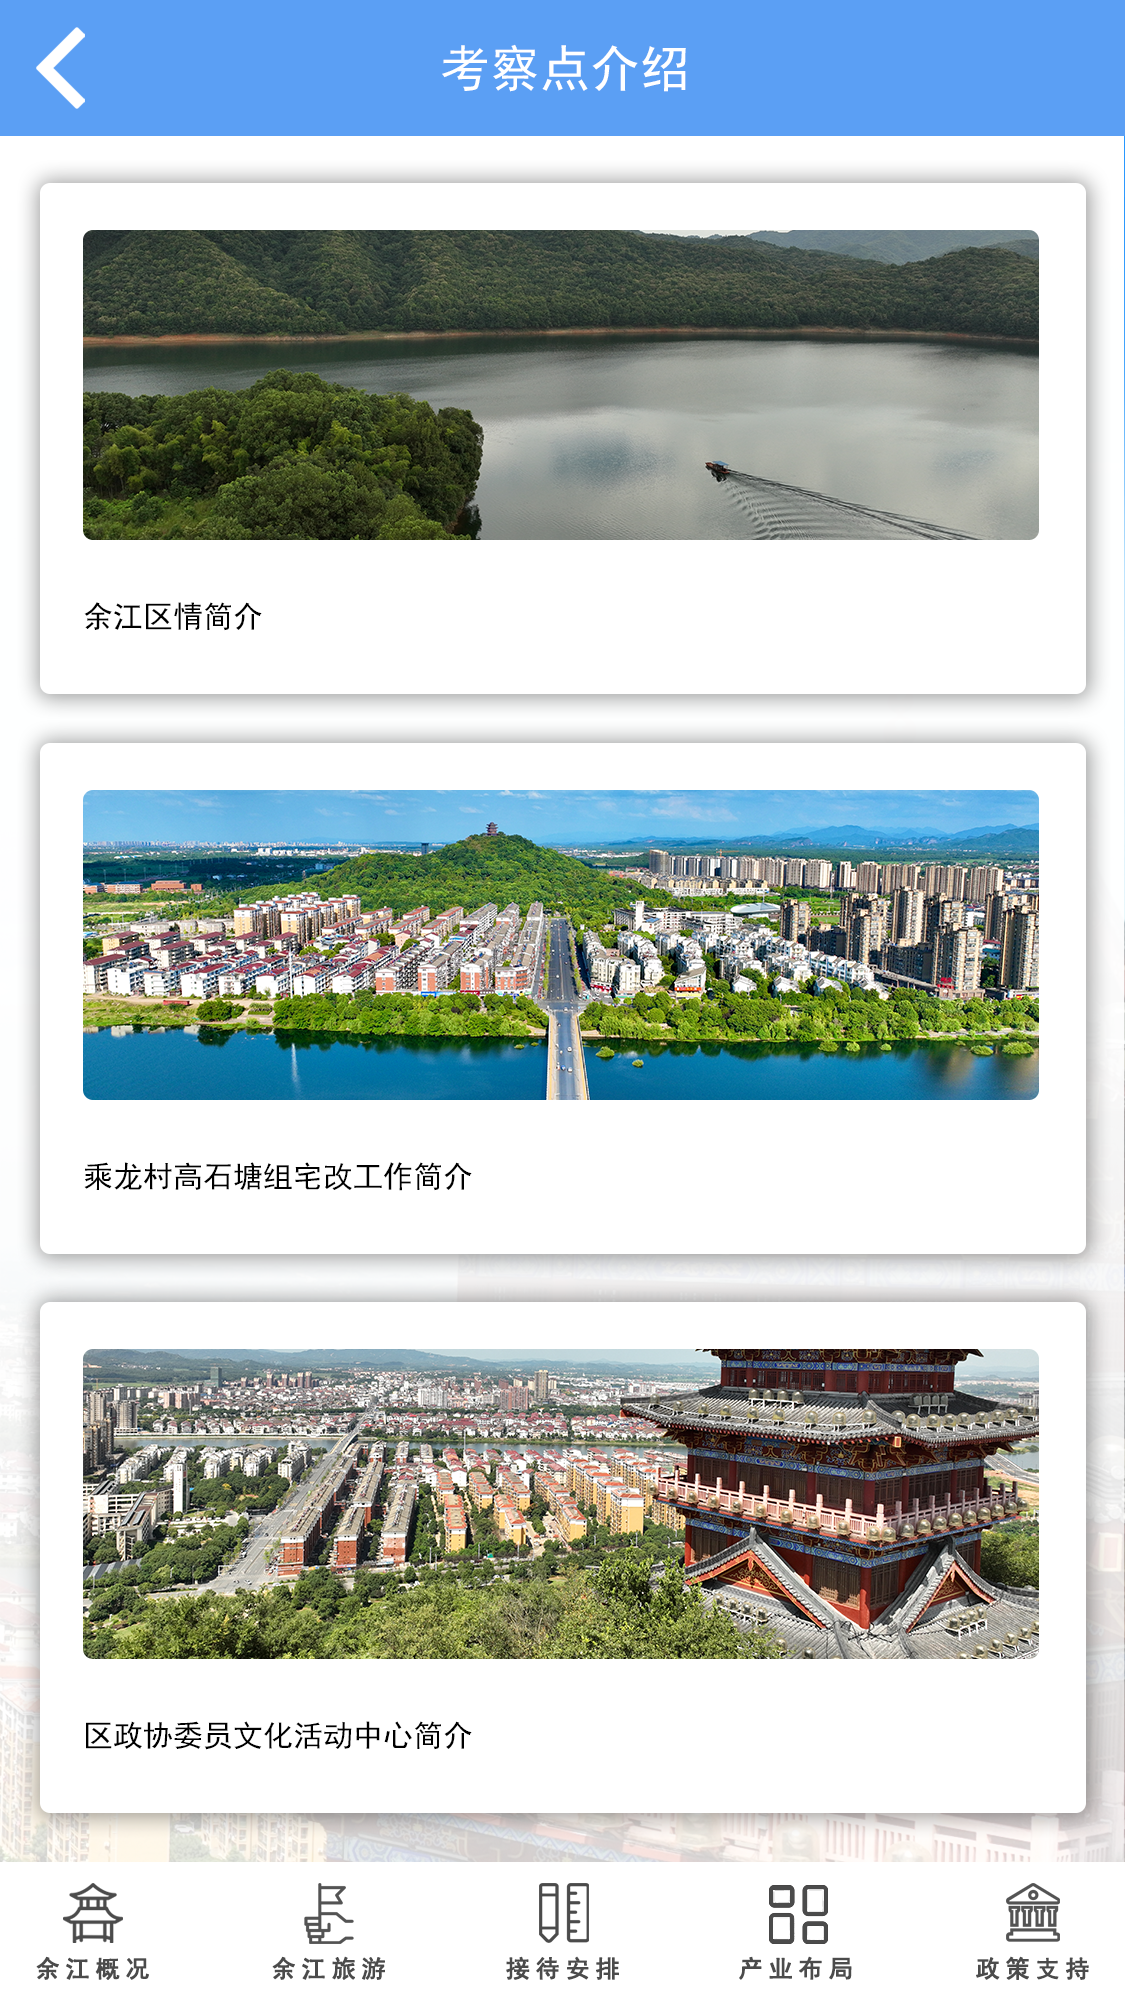 考察点介绍
余江区情简介
乘龙村高石塘组宅改工作简介
区政协委员文化活动中心简介
余江概况
余江旅游
接待安排
产业布局
政策支持